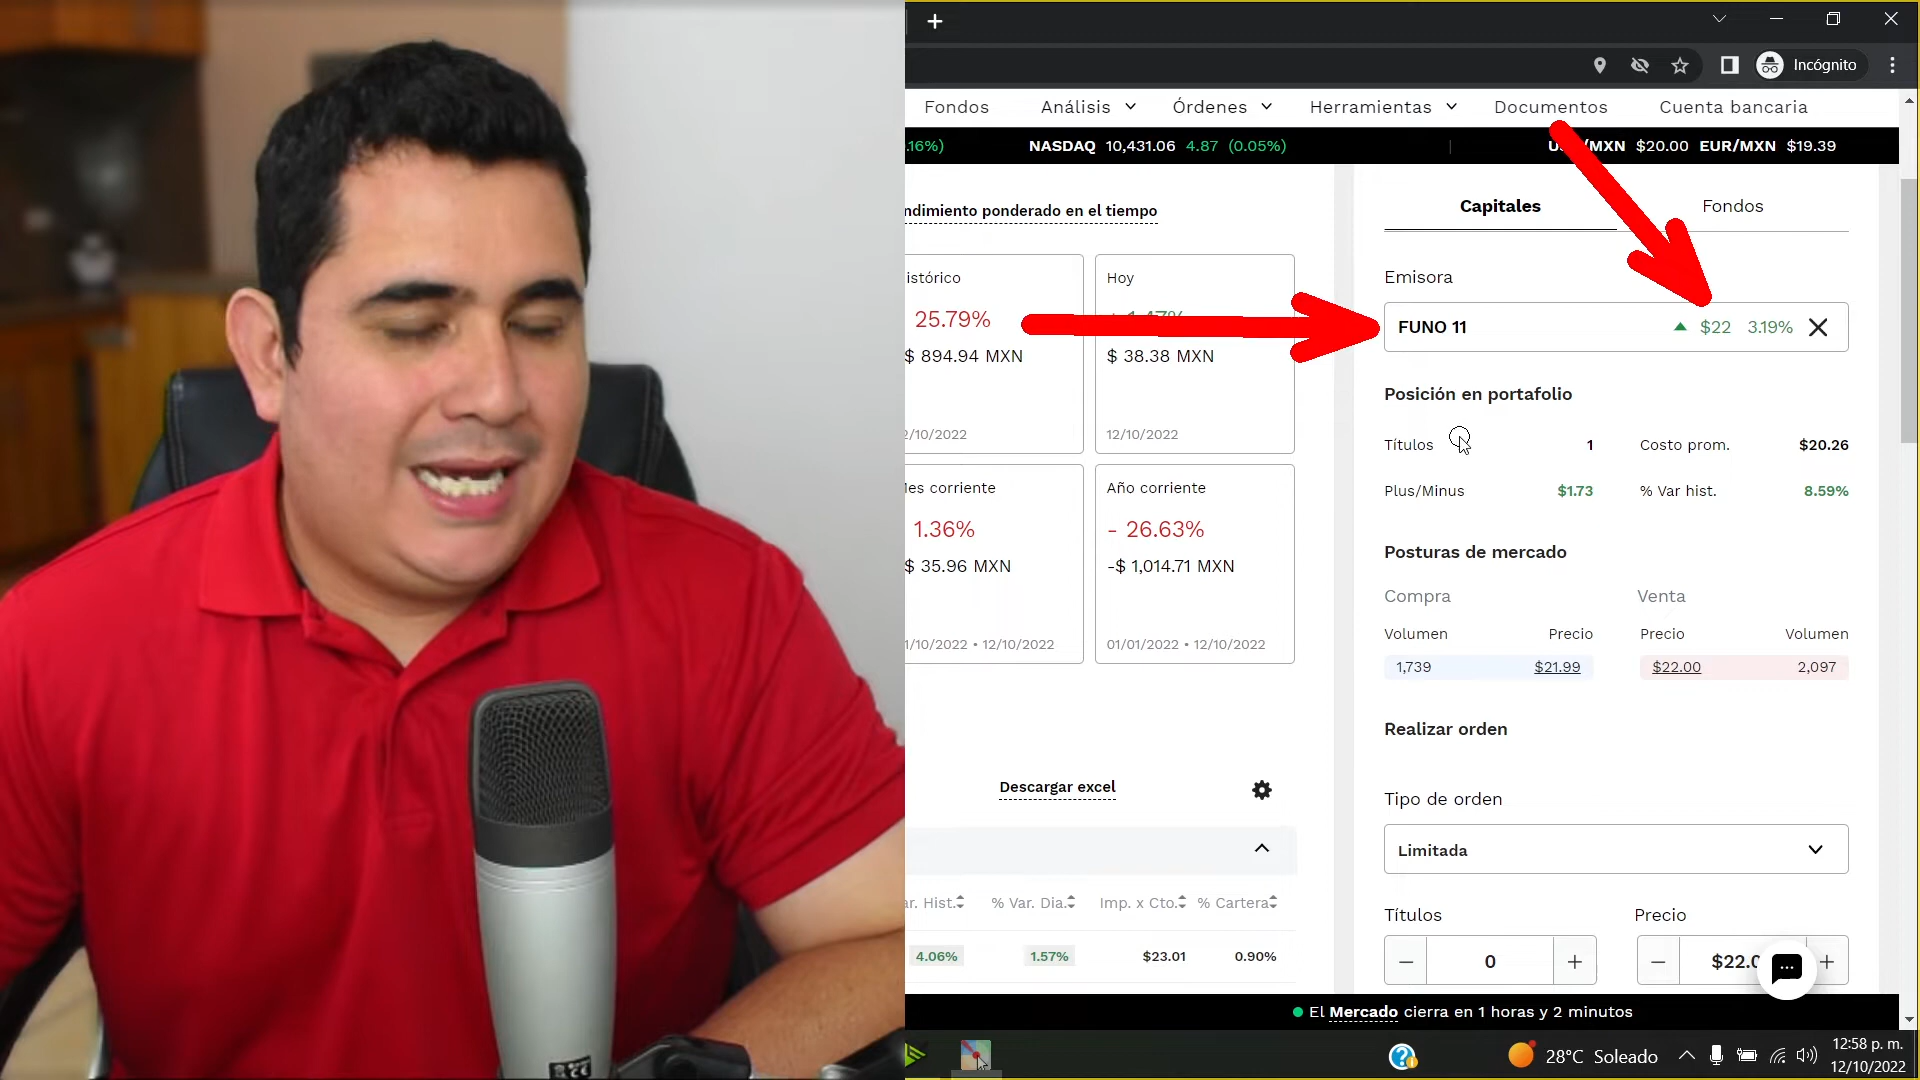 Incógnito
Fondos Análisis Órdenes Herramientas Documentos Cuenta bancaria
.16%) NASDAQ 10,431.06 4.87 (0.05%) /MXN $20.00 EUR/MXN $19.39
ndimiento ponderado en el tiempo
istórico
25.79%
$ 894.94 MXN
2/10/2022
Hoy
$ 38.38 MXN
12/10/2022
es corriente
1.36%
$ 35.96 MXN
1/10/2022 • 12/10/2022
Año corriente
- 26.63%
-$ 1,014.71 MXN
01/01/2022 • 12/10/2022
Descargar excel
ar. Hist. % Var. Dia. Imp. x Cto. % Cartera
4.06% 1.57% $23.01 0.90%
Capitales Fondos
Emisora
FUNO 11 $22 3.19%
Posición en portafolio
Títulos 1 Costo prom. $20.26
Plus/Minus $1.73 % Var hist. 8.59%
Posturas de mercado
Compra Venta
Volumen Precio Precio Volumen
1,739 $21.99 $22.00 2,097
Realizar orden
Tipo de orden
Limitada
Títulos Precio
0 $22.0
El Mercado cierra en 1 horas y 2 minutos
28°C Soleado
12:58 p. m.
12/10/2022